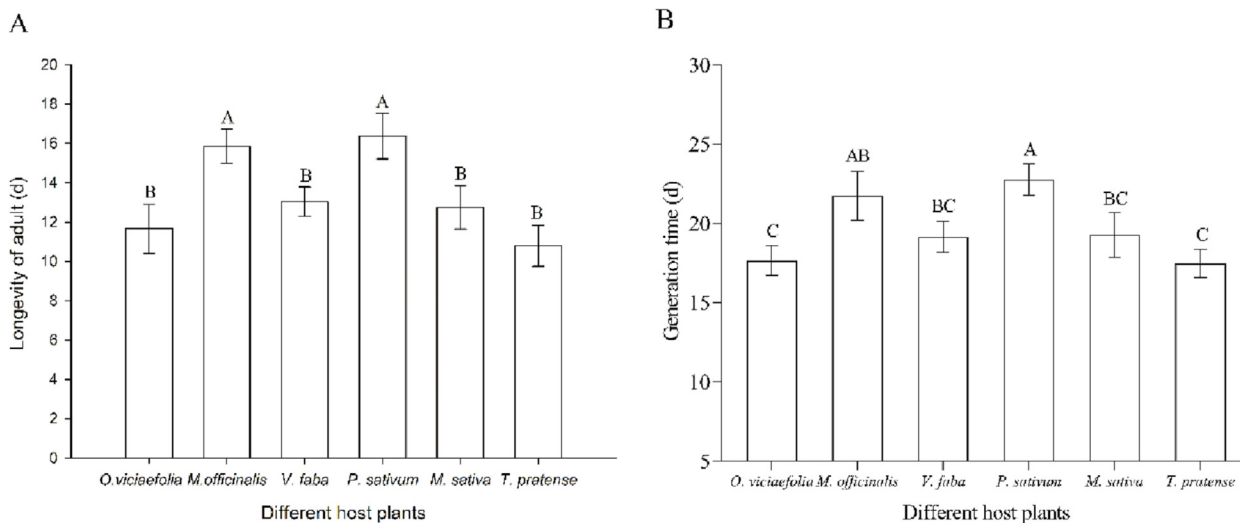 A
Longevity of adult (d)
20
18
16
14
12
10
8
6
4
2
0
B
A
B
A
B
B
O.viciaefolia M.officinalis V. faba P. sativum M. sativa T. pratense
Different host plants
B
Generation time (d)
30
25
20
15
10
5
C
AB
BC
A
BC
C
O. viciaefolia M. officinalis V. faba P. sativum M. sativa T. pratense
Different host plants